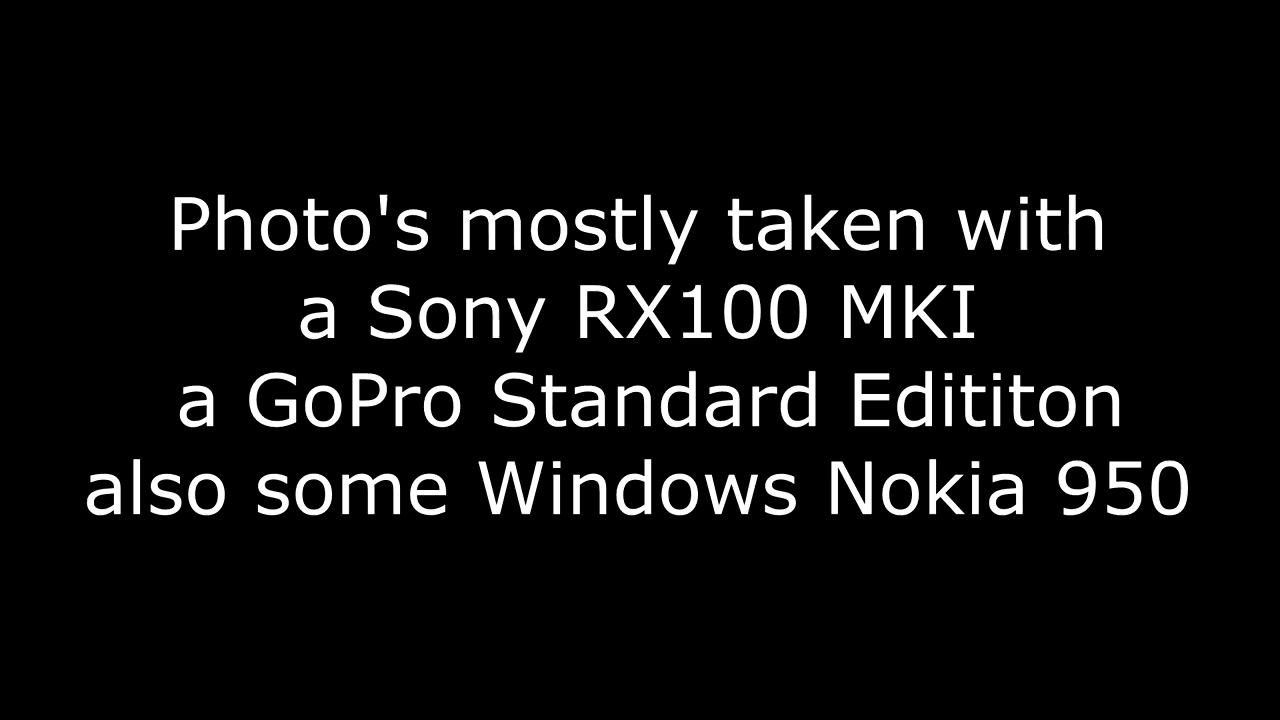 Photo's mostly taken with
a Sony RX100 MKI
a GoPro Standard Edititon
also some Windows Nokia 950